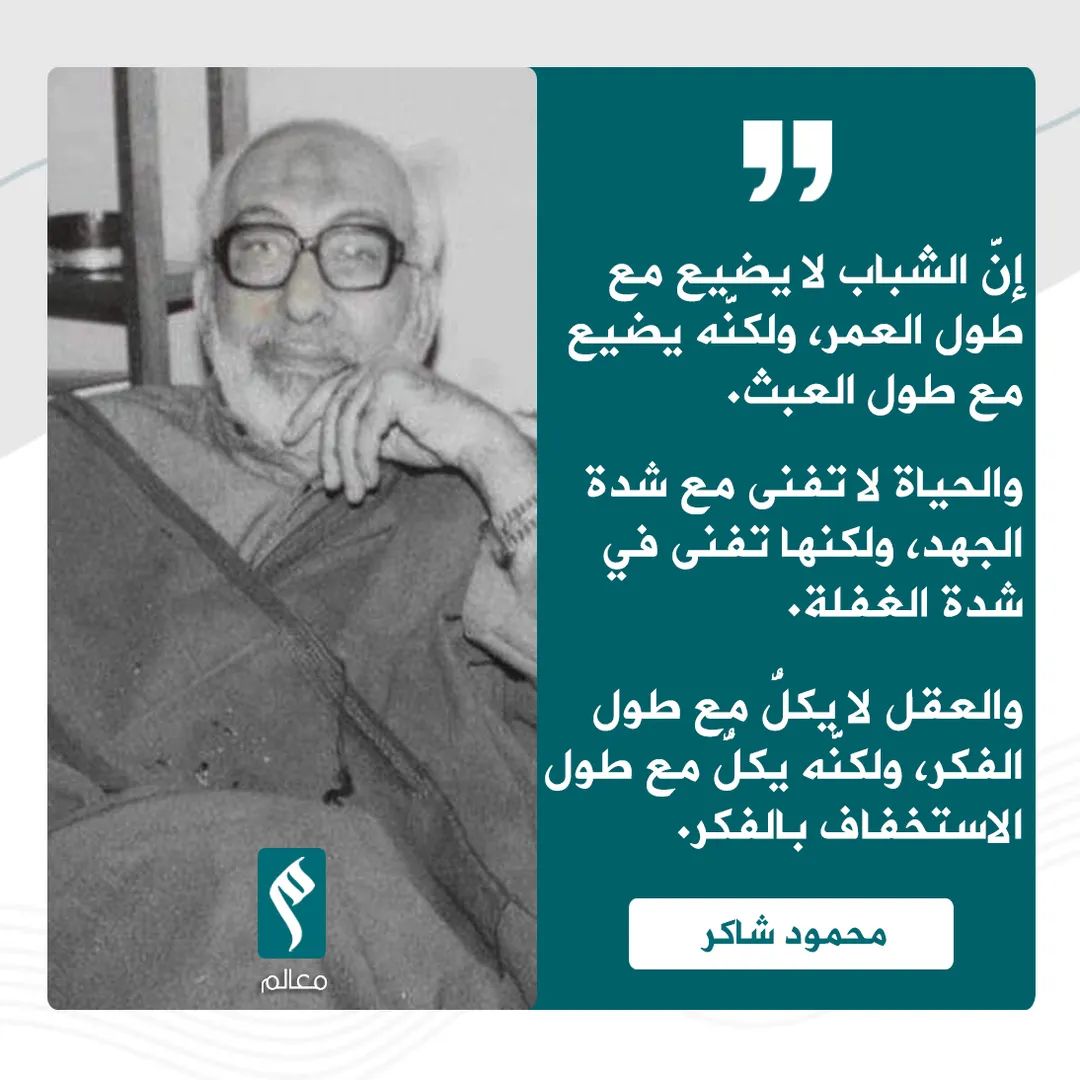 إنّ الشباب لا يضيع مع
طول العمر، ولكنّه يضيع
مع طول العبث.
والحياة لا تفنى مع شدة
الجهد، ولكنها تفنى في
شدة الغفلة.
والعقل لا يكلُّ مع طول
الفكر، ولكنّه يكلُّ مع طول
الاستخفاف بالفكر.
محمود شاكر
معالم